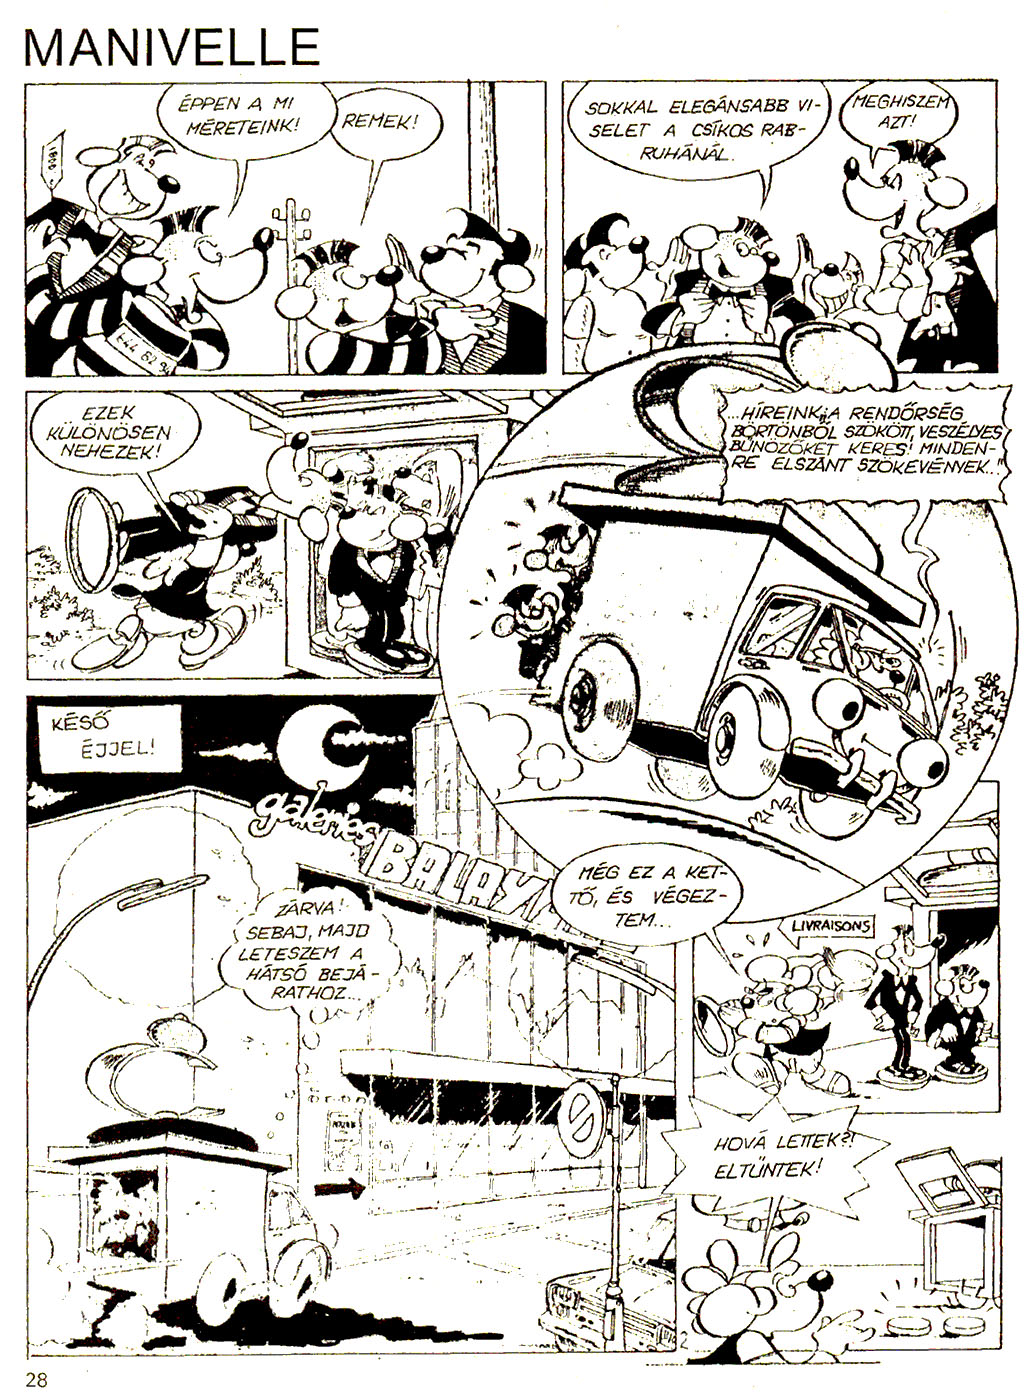 MANIVELLE
ÉPPEN A MI
MÉRETEINK!
REMEK!
SOKKAL ELEGÁNSABB VI-
SELET A CSÍKOS RAB-
RUHÁNÁL.
MEGHISZEM
AZT!
EZEK
KÜLÖNÖSEN
NEHEZEK!
...HÍREINK: A RENDŐRSÉG
BÖRTÖNBŐL SZÖKÖTT, VESZÉLYES
BŰNÖZŐKET KERES! MINDEN-
RE ELSZÁNT SZÖKEVÉNYEK..."
KÉSŐ
ÉJJEL!
galeries
ZÁRVA!
SEBAJ, MAJD
LETESZEM A
HÁTSÓ BEJÁ-
RATHOZ...
MÉG EZ A KET-
TŐ, ÉS VÉGEZ-
TEM...
LIVRAISONS
HOVÁ LETTEK?!
ELTŰNTEK!
28